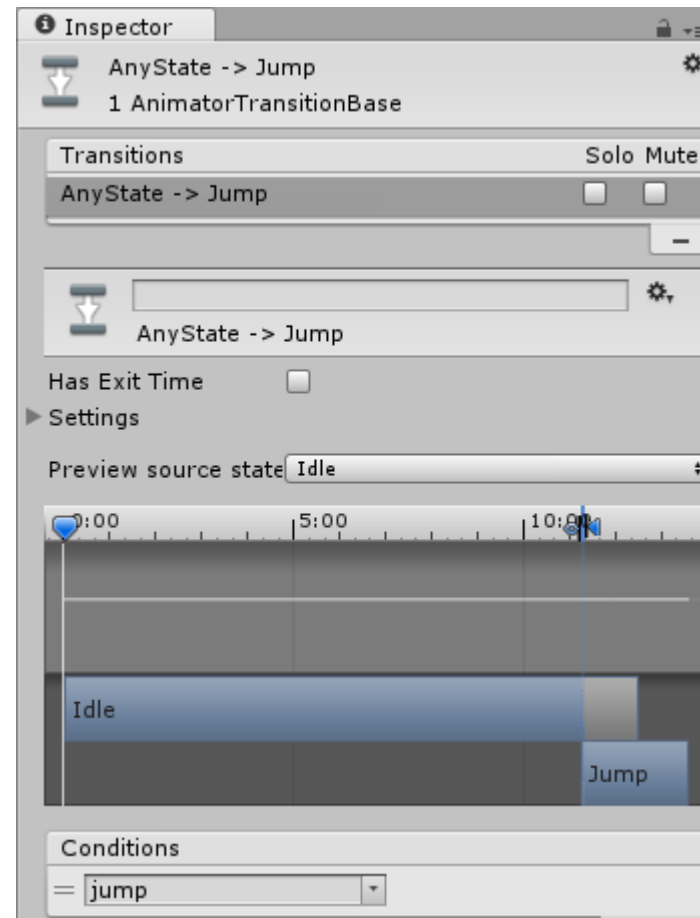 Inspector
AnyState -> Jump
1 AnimatorTransitionBase
Transitions Solo Mute
AnyState -> Jump
AnyState -> Jump
Has Exit Time
Settings
Preview source state Idle
0:00 5:00 10:00
Idle
Jump
Conditions
jump